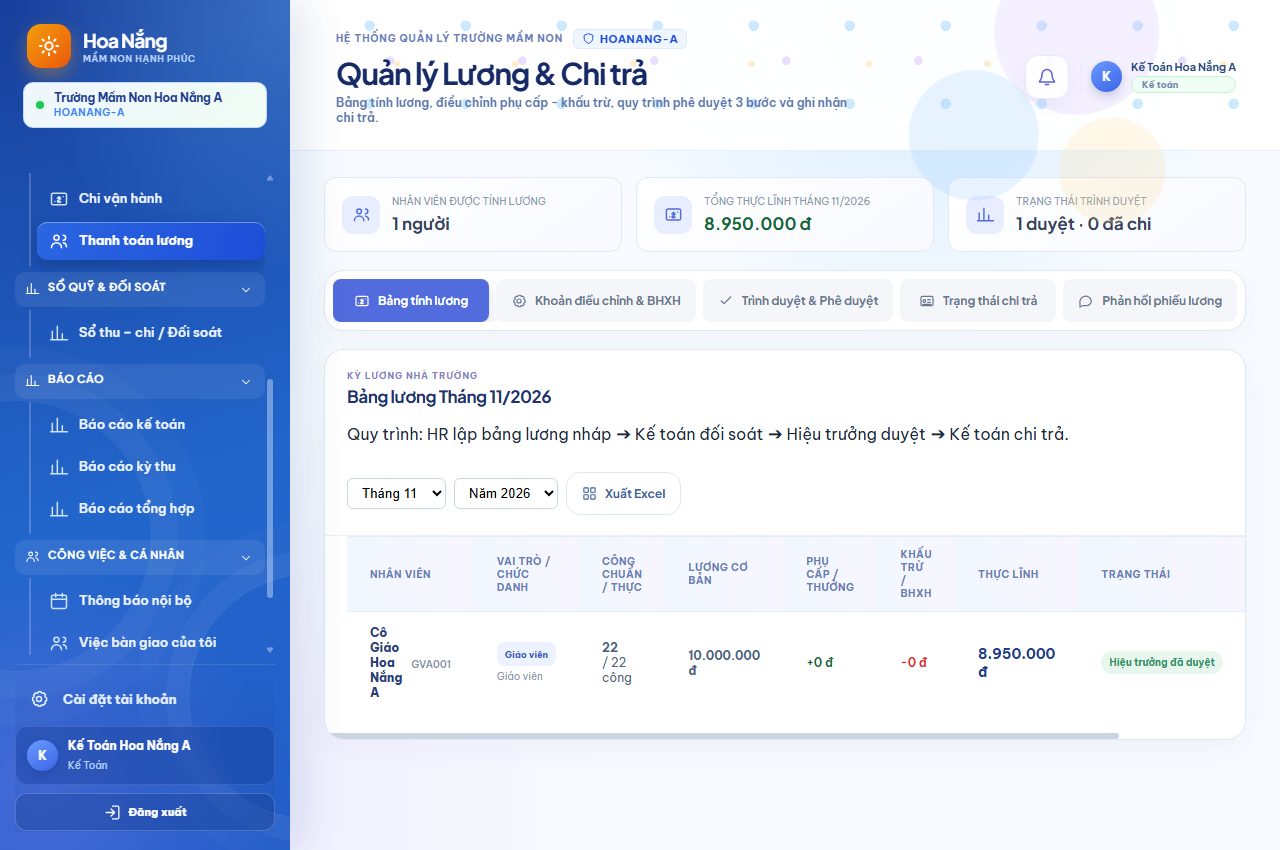 Hoa Nắng
MẦM NON HẠNH PHÚC
Trường Mầm Non Hoa Nắng A
HOANANG-A
Chi vận hành
Thanh toán lương
SỔ QUỸ & ĐỐI SOÁT
Sổ thu – chi / Đối soát
BÁO CÁO
Báo cáo kế toán
Báo cáo kỳ thu
Báo cáo tổng hợp
CÔNG VIỆC & CÁ NHÂN
Thông báo nội bộ
Việc bàn giao của tôi
Cài đặt tài khoản
K
Kế Toán Hoa Nắng A
Kế Toán
Đăng xuất
HỆ THỐNG QUẢN LÝ TRƯỜNG MẦM NON
HOANANG-A
Quản lý Lương & Chi trả
Bảng tính lương, điều chỉnh phụ cấp - khấu trừ, quy trình phê duyệt 3 bước và ghi nhận
chi trả.
K
Kế Toán Hoa Nắng A
Kế toán
NHÂN VIÊN ĐƯỢC TÍNH LƯƠNG
1 người
TỔNG THỰC LĨNH THÁNG 11/2026
8.950.000 đ
TRẠNG THÁI TRÌNH DUYỆT
1 duyệt · 0 đã chi
Bảng tính lương
Khoản điều chỉnh & BHXH
Trình duyệt & Phê duyệt
Trạng thái chi trả
Phản hồi phiếu lương
KỲ LƯƠNG NHÀ TRƯỜNG
Bảng lương Tháng 11/2026
Quy trình: HR lập bảng lương nháp ➔ Kế toán đối soát ➔ Hiệu trưởng duyệt ➔ Kế toán chi trả.
Tháng 11
Năm 2026
Xuất Excel
NHÂN VIÊN
VAI TRÒ /
CHỨC
DANH
CÔNG
CHUẨN
/ THỰC
LƯƠNG CƠ
BẢN
PHỤ
CẤP /
THƯỞNG
KHẤU
TRỪ
/
BHXH
THỰC LĨNH
TRẠNG THÁI
Cô
Giáo
Hoa
Nắng
A
GVA001
Giáo viên
Giáo viên
22
/ 22
công
10.000.000
đ
+0 đ
-0 đ
8.950.000
đ
Hiệu trưởng đã duyệt